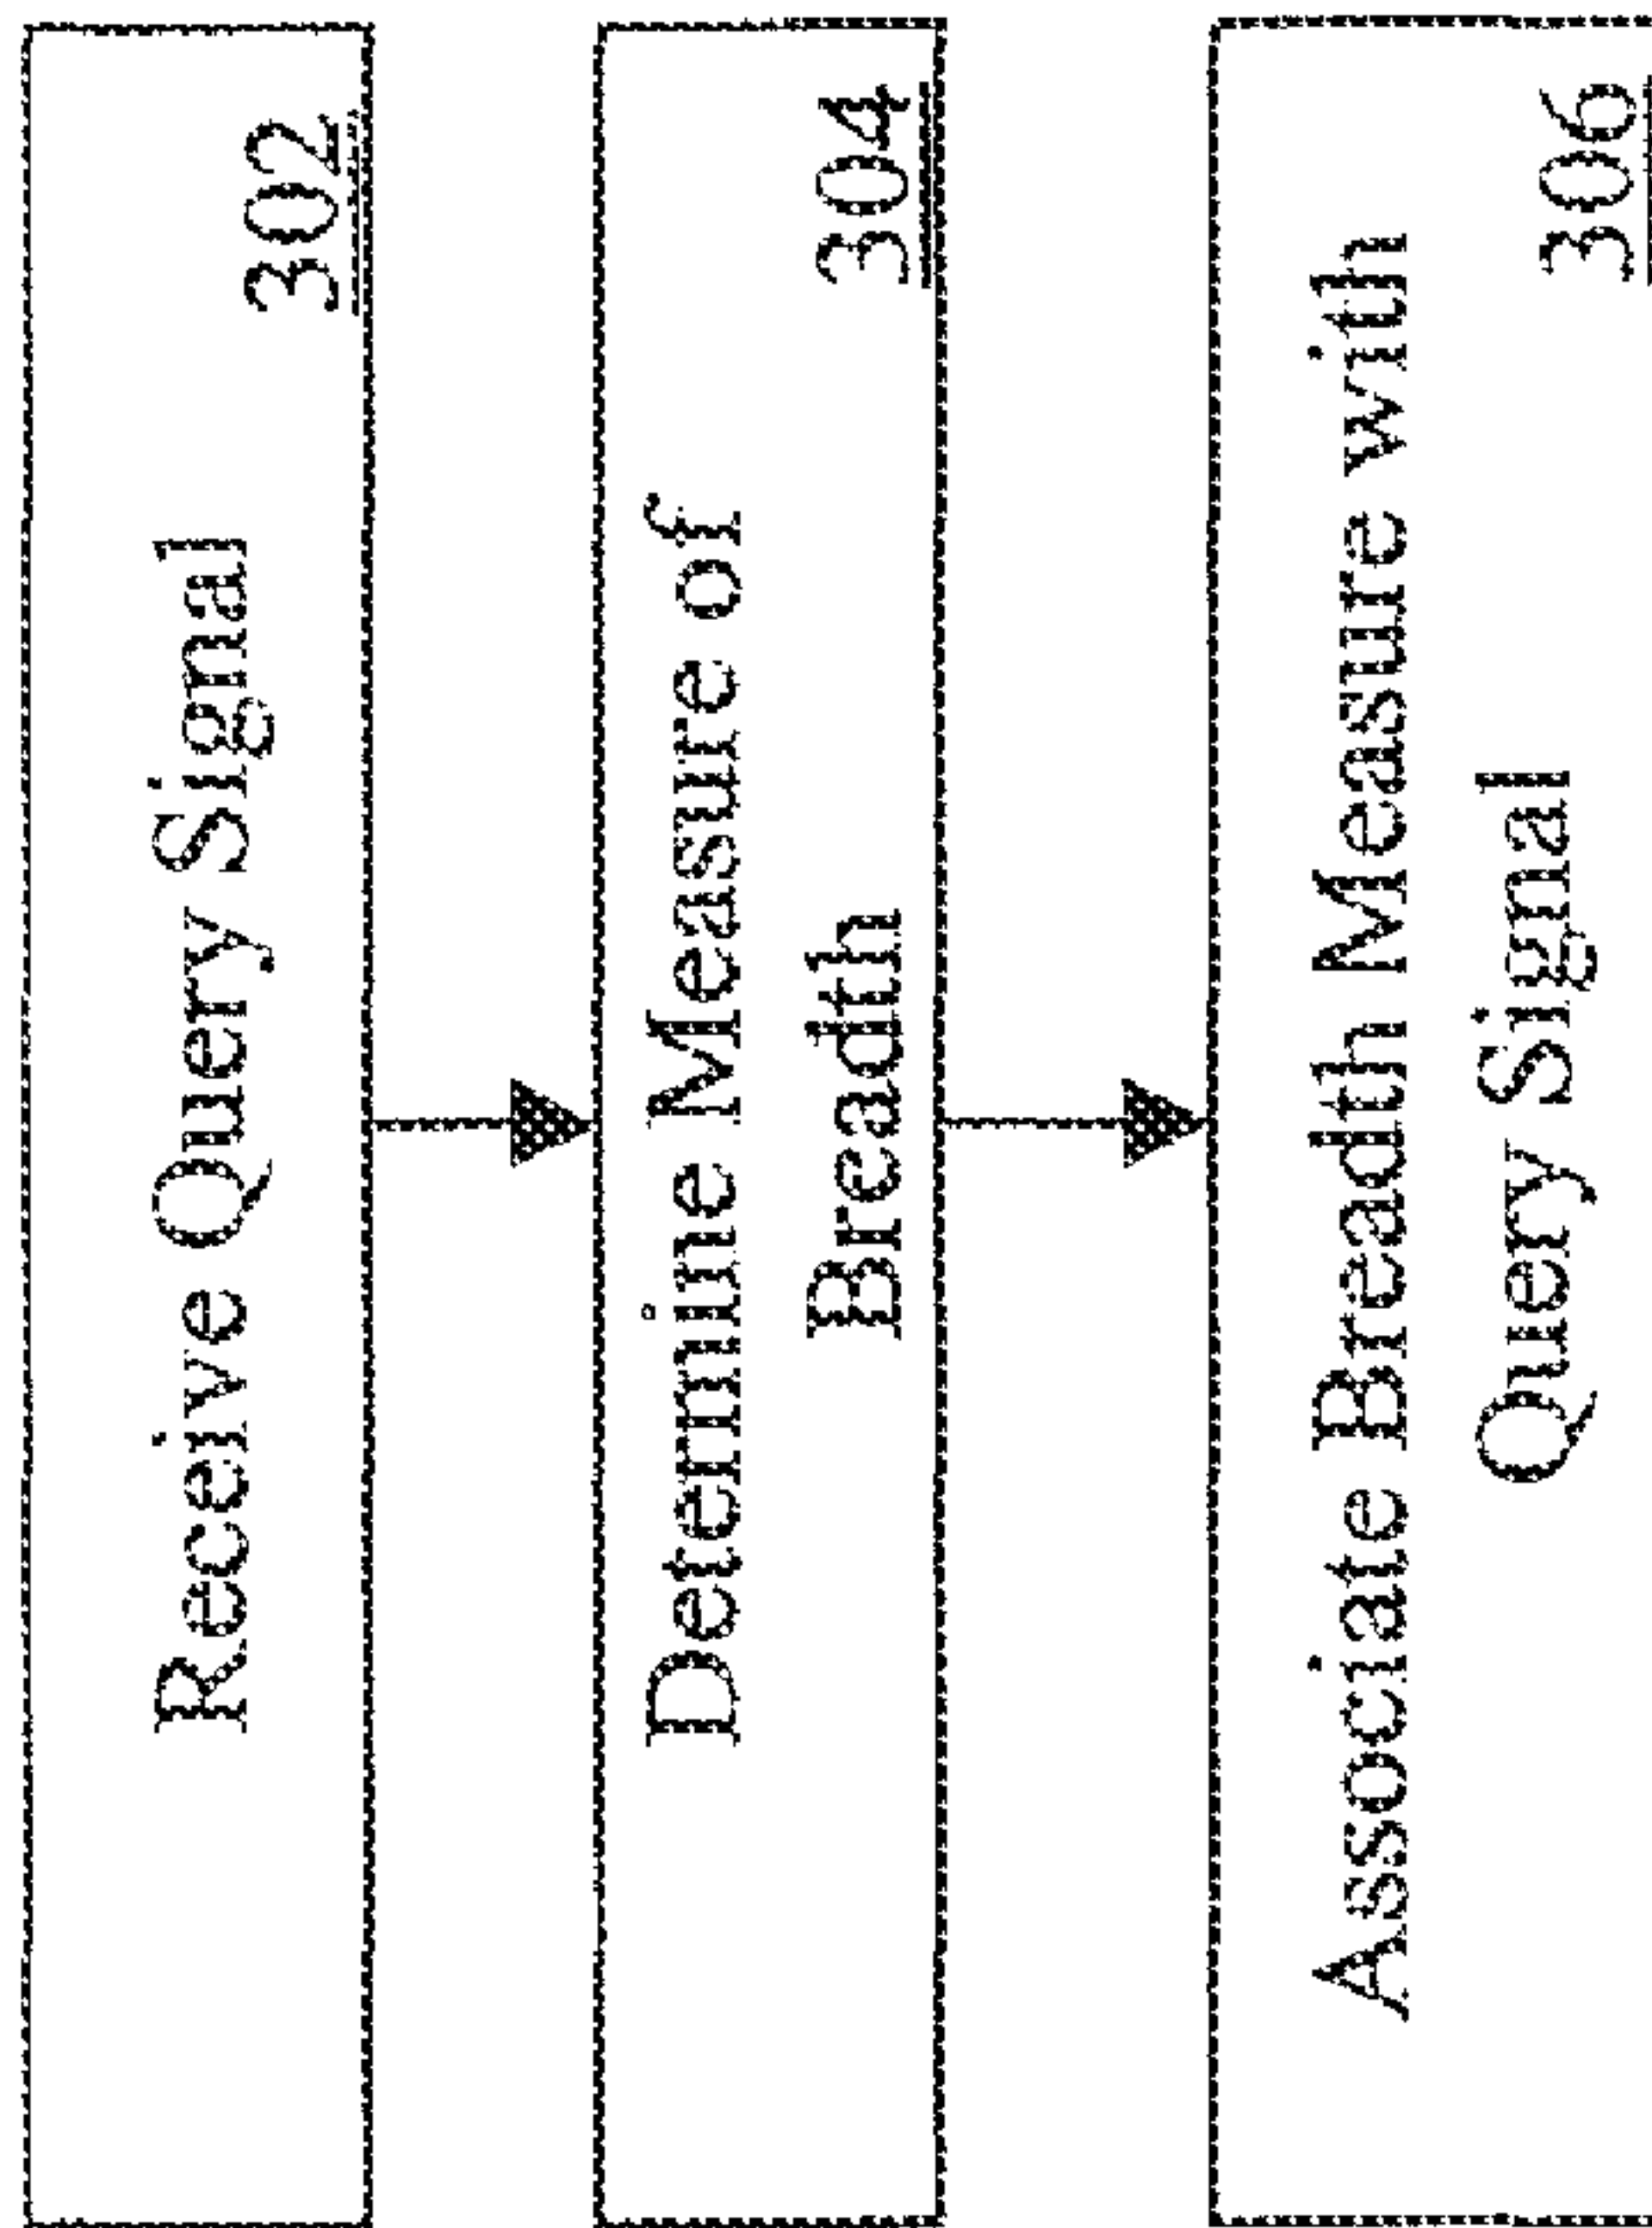 Receive Query Signal
302
Determine Measure of
Breadth
304
Associate Breadth Measure with
Query Signal
306